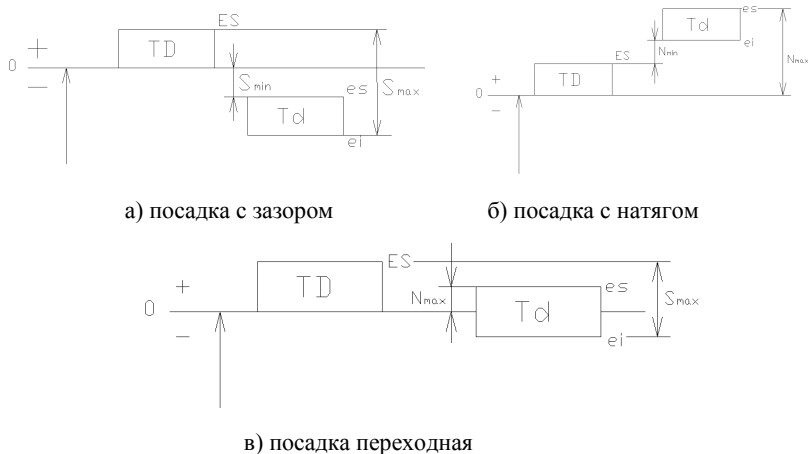 ES
TD
+
0
−
Smin
es
Smax
Td
ei
es
Td
ei
Nmin
Nmax
ES
+
TD
0
-
а) посадка с зазором
б) посадка с натягом
ES
TD
+
0
-
Nmax
es
Td
Smax
ei
в) посадка переходная